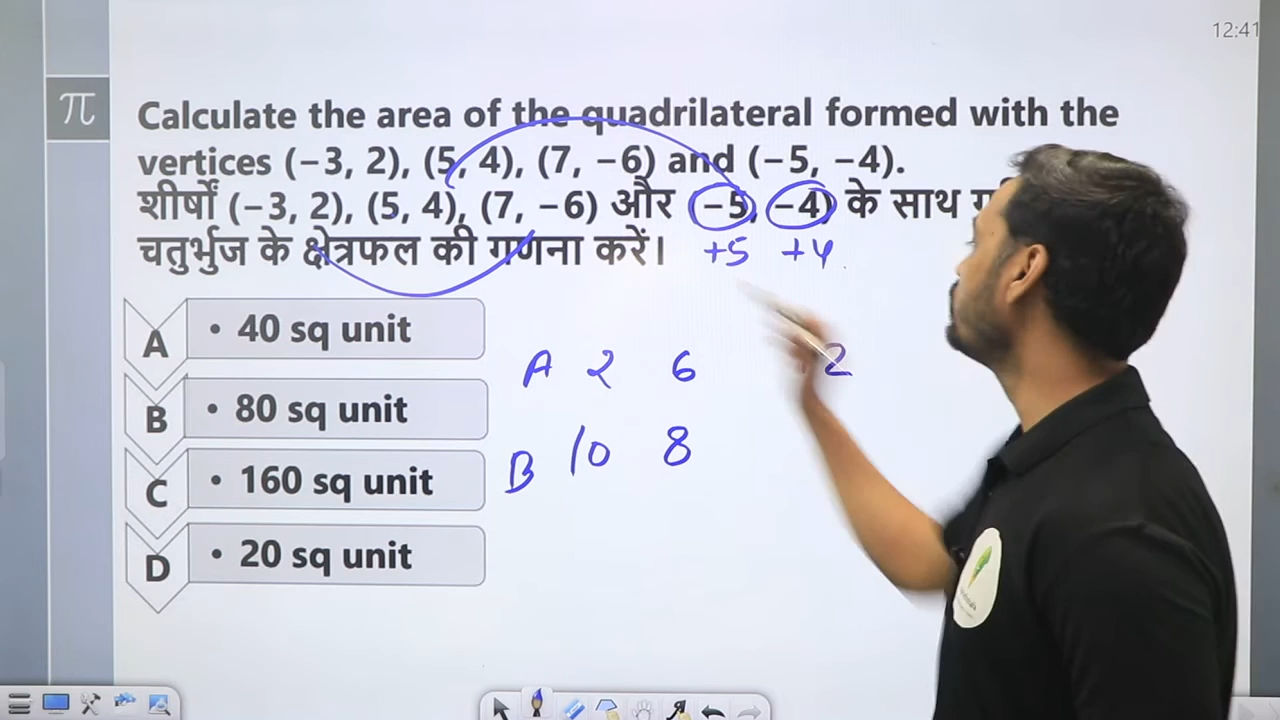 12:41
π
Calculate the area of the quadrilateral formed with the
vertices (−3, 2), (5, 4), (7, −6) and (−5, −4).
शीर्षों (−3, 2), (5, 4), (7, −6) और (−5, −4) के साथ
चतुर्भुज के क्षेत्रफल की गणना करें।
+5 +4
A • 40 sq unit
B • 80 sq unit
C • 160 sq unit
D • 20 sq unit
A 2 6
2
B 10 8